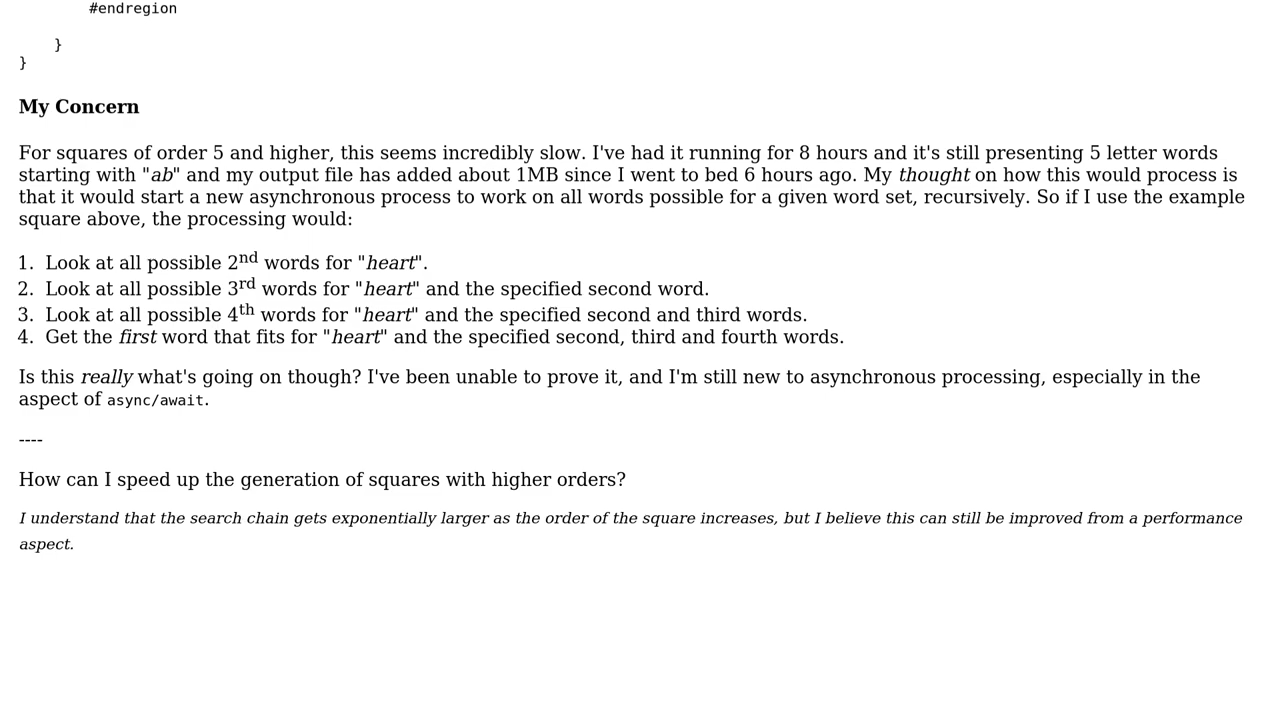 #endregion
}
}
My Concern
For squares of order 5 and higher, this seems incredibly slow. I've had it running for 8 hours and it's still presenting 5 letter words
starting with "ab" and my output file has added about 1MB since I went to bed 6 hours ago. My thought on how this would process is
that it would start a new asynchronous process to work on all words possible for a given word set, recursively. So if I use the example
square above, the processing would:
1. Look at all possible 2nd words for "heart".
2. Look at all possible 3rd words for "heart" and the specified second word.
3. Look at all possible 4th words for "heart" and the specified second and third words.
4. Get the first word that fits for "heart" and the specified second, third and fourth words.
Is this really what's going on though? I've been unable to prove it, and I'm still new to asynchronous processing, especially in the
aspect of async/await.
----
How can I speed up the generation of squares with higher orders?
I understand that the search chain gets exponentially larger as the order of the square increases, but I believe this can still be improved from a performance
aspect.